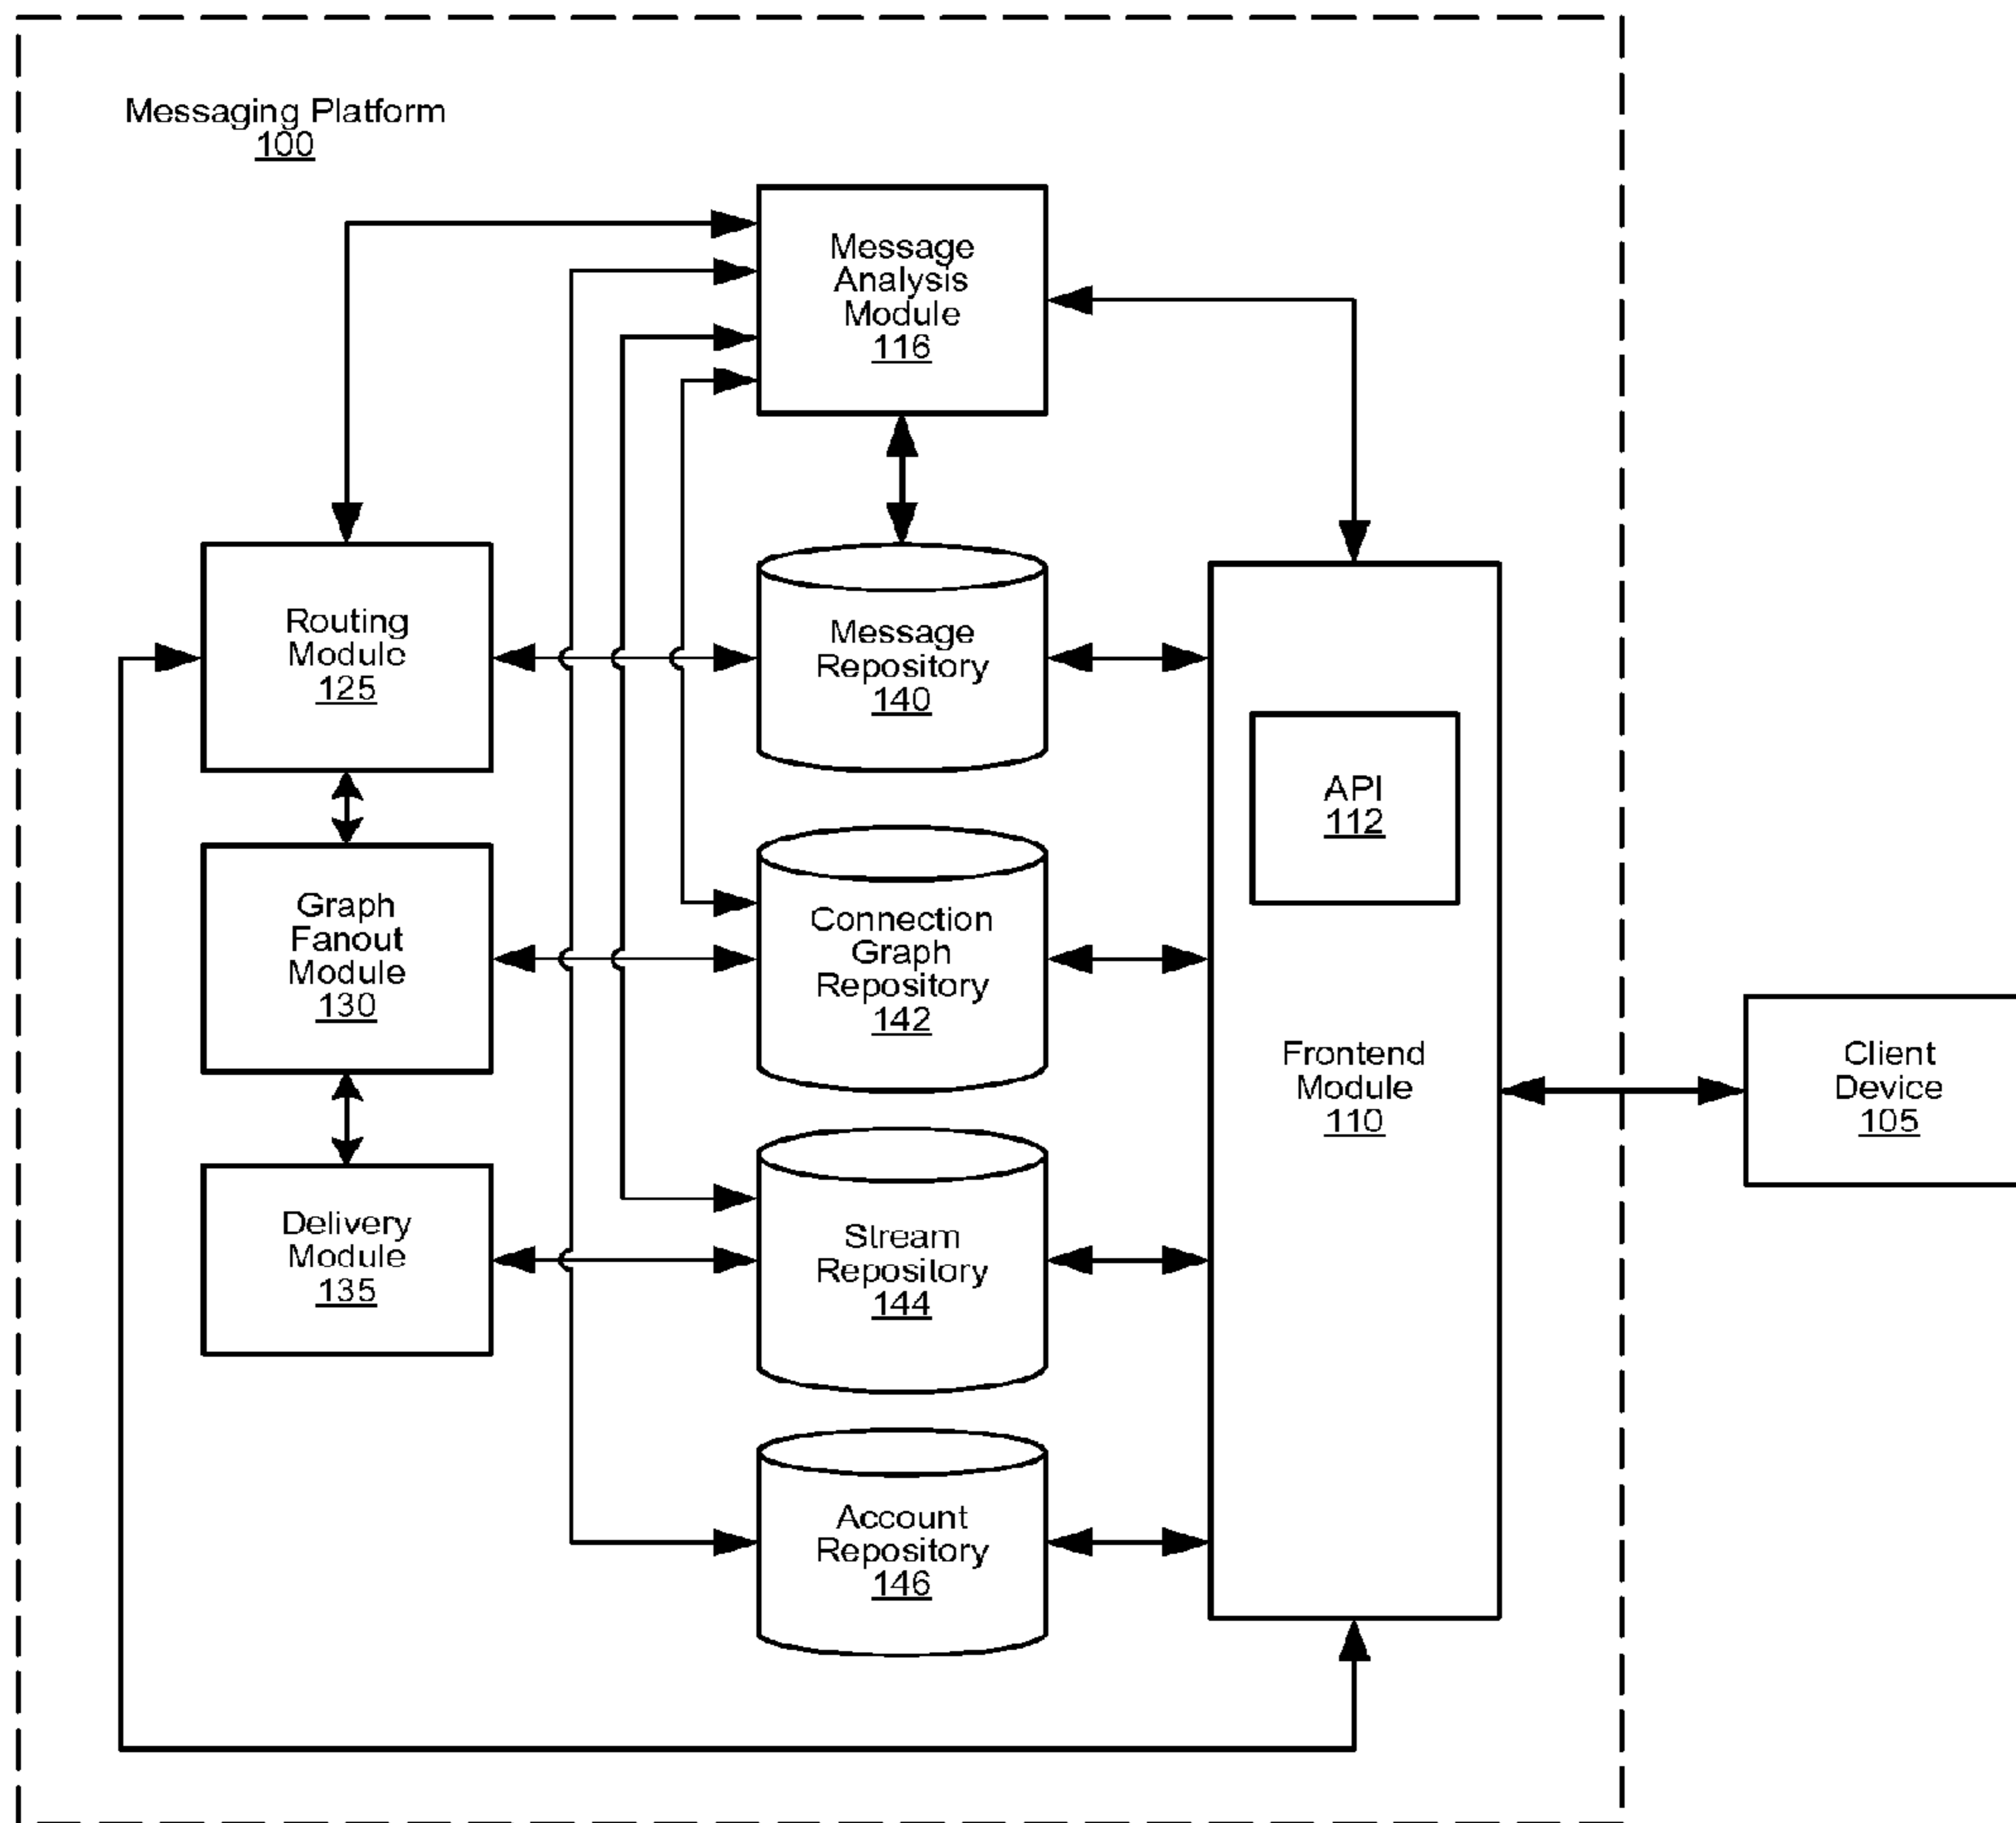 Messaging Platform
100
Message
Analysis
Module
116
Routing
Module
125
Message
Repository
140
API
112
Graph
Fanout
Module
130
Connection
Graph
Repository
142
Frontend
Module
110
Client
Device
105
Delivery
Module
135
Stream
Repository
144
Account
Repository
146